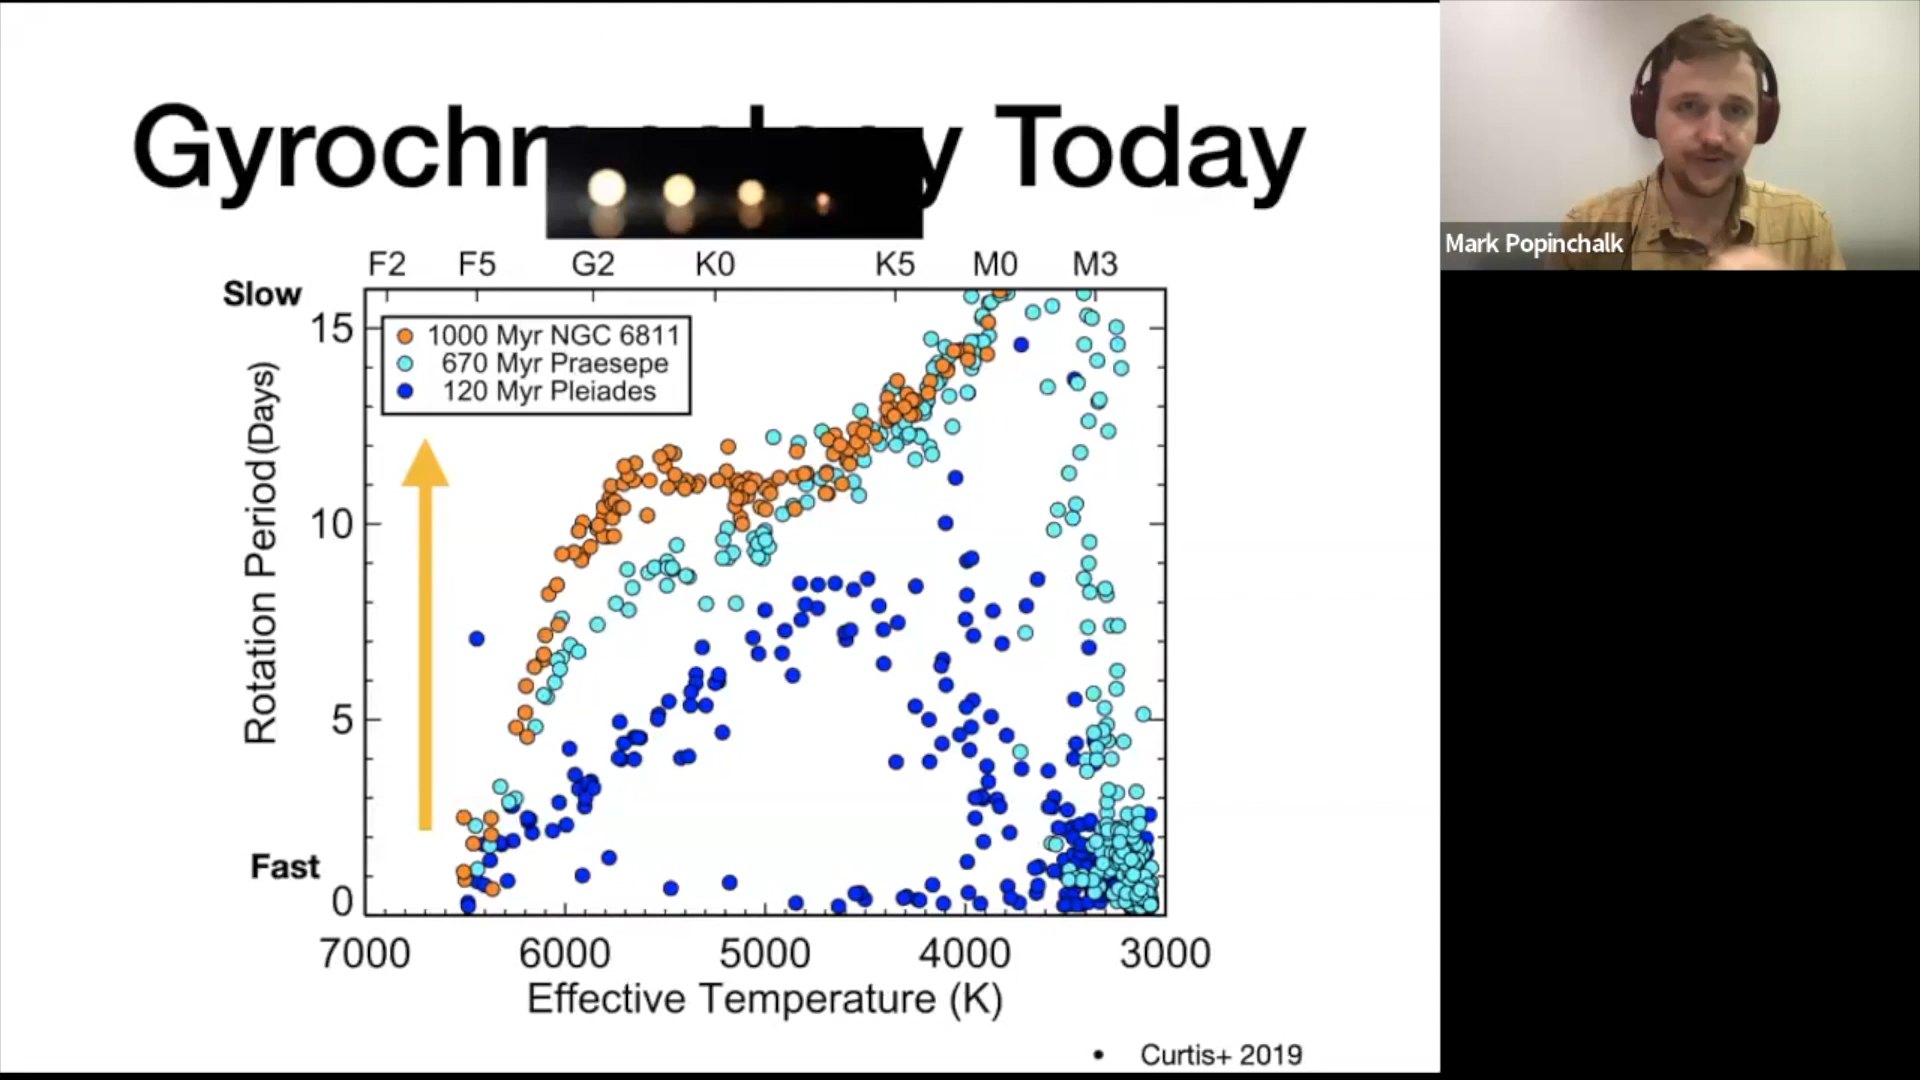 Gyrochronology Today
F2 F5 G2 K0 K5 M0 M3
Slow
15
1000 Myr NGC 6811
670 Myr Praesepe
120 Myr Pleiades
10
Rotation Period(Days)
5
Fast
0
7000 6000 5000 4000 3000
Effective Temperature (K)
• Curtis+ 2019
Mark Popinchalk